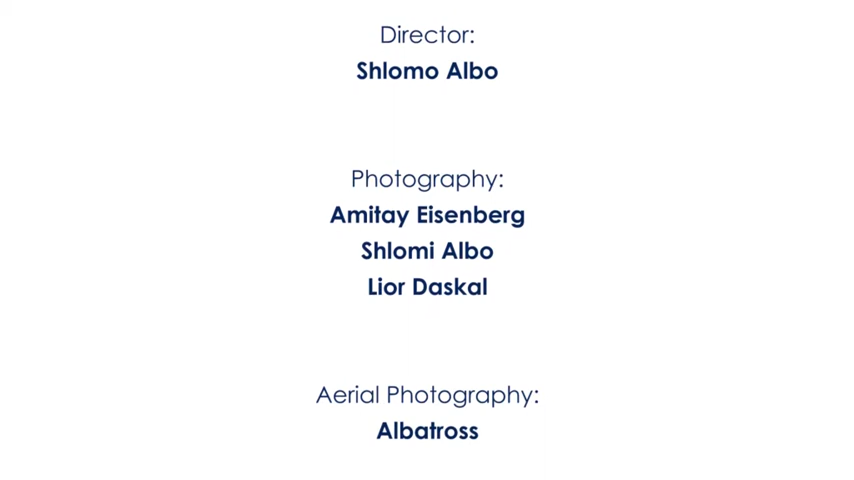 Director:
Shlomo Albo
Photography:
Amitay Eisenberg
Shlomi Albo
Lior Daskal
Aerial Photography:
Albatross